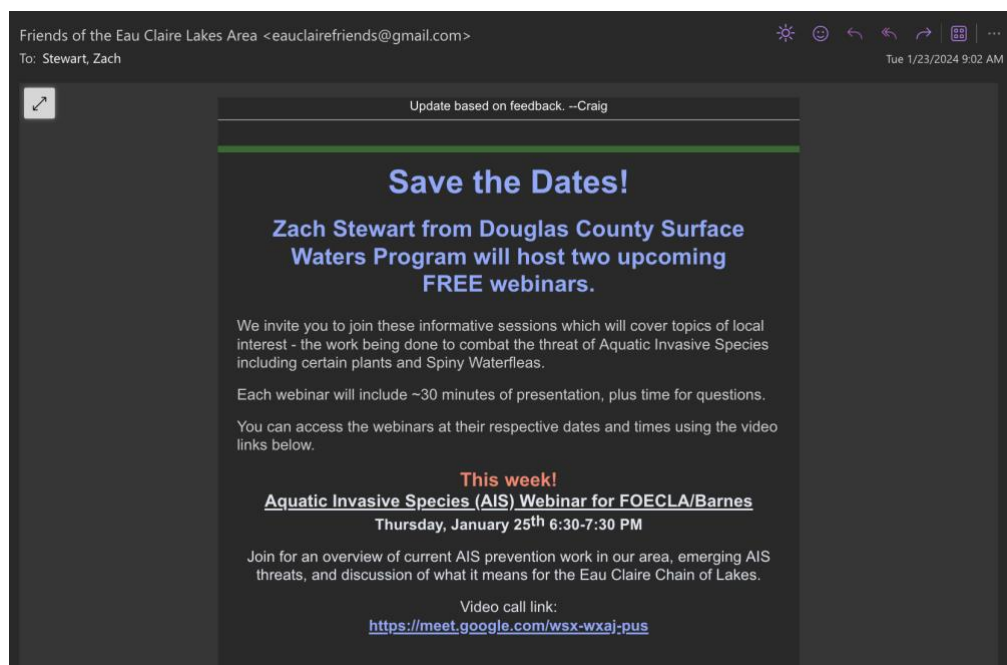 Friends of the Eau Claire Lakes Area <eauclairefriends@gmail.com>
To: Stewart, Zach
Tue 1/23/2024 9:02 AM
Update based on feedback. --Craig
Save the Dates!
Zach Stewart from Douglas County Surface
Waters Program will host two upcoming
FREE webinars.
We invite you to join these informative sessions which will cover topics of local
interest - the work being done to combat the threat of Aquatic Invasive Species
including certain plants and Spiny Waterfleas.
Each webinar will include ~30 minutes of presentation, plus time for questions.
You can access the webinars at their respective dates and times using the video
links below.
This week!
Aquatic Invasive Species (AIS) Webinar for FOECLA/Barnes
Thursday, January 25th 6:30-7:30 PM
Join for an overview of current AIS prevention work in our area, emerging AIS
threats, and discussion of what it means for the Eau Claire Chain of Lakes.
Video call link:
https://meet.google.com/wsx-wxaj-pus